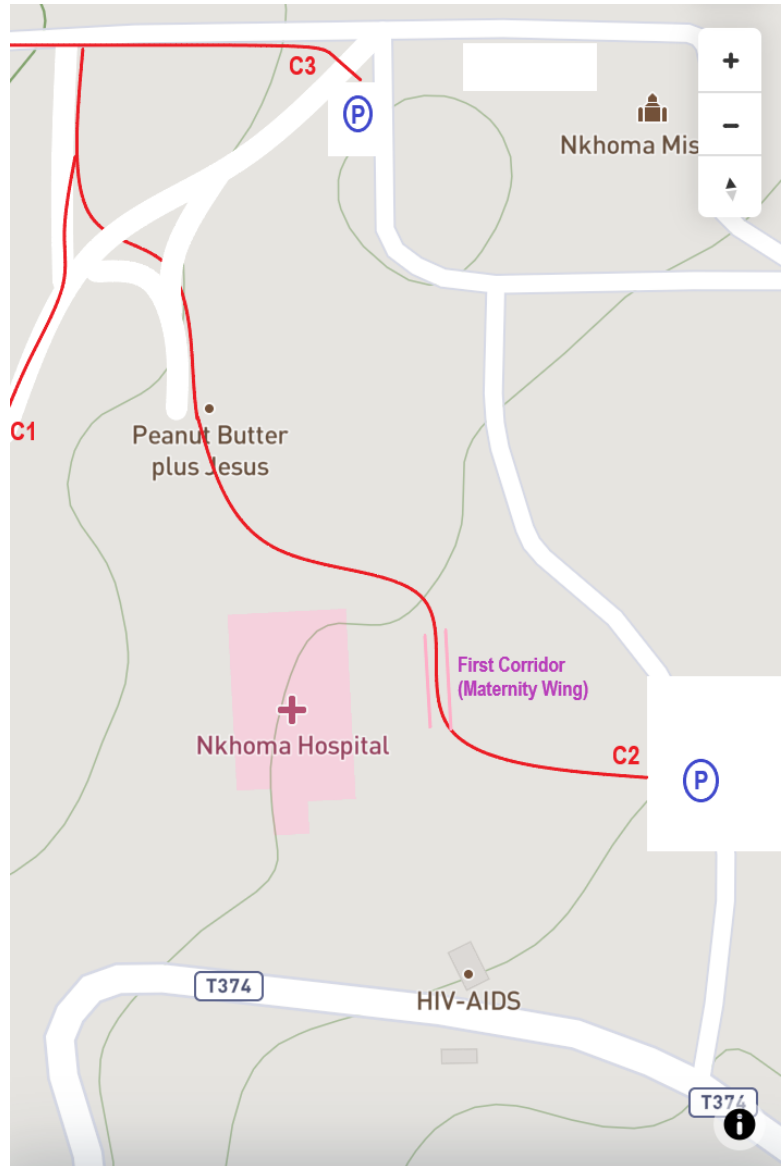 C3
P
Nkhoma Mis
C1
Peanut Butter
plus Jesus
First Corridor
(Maternity Wing)
Nkhoma Hospital
C2
P
T374
HIV-AIDS
T374